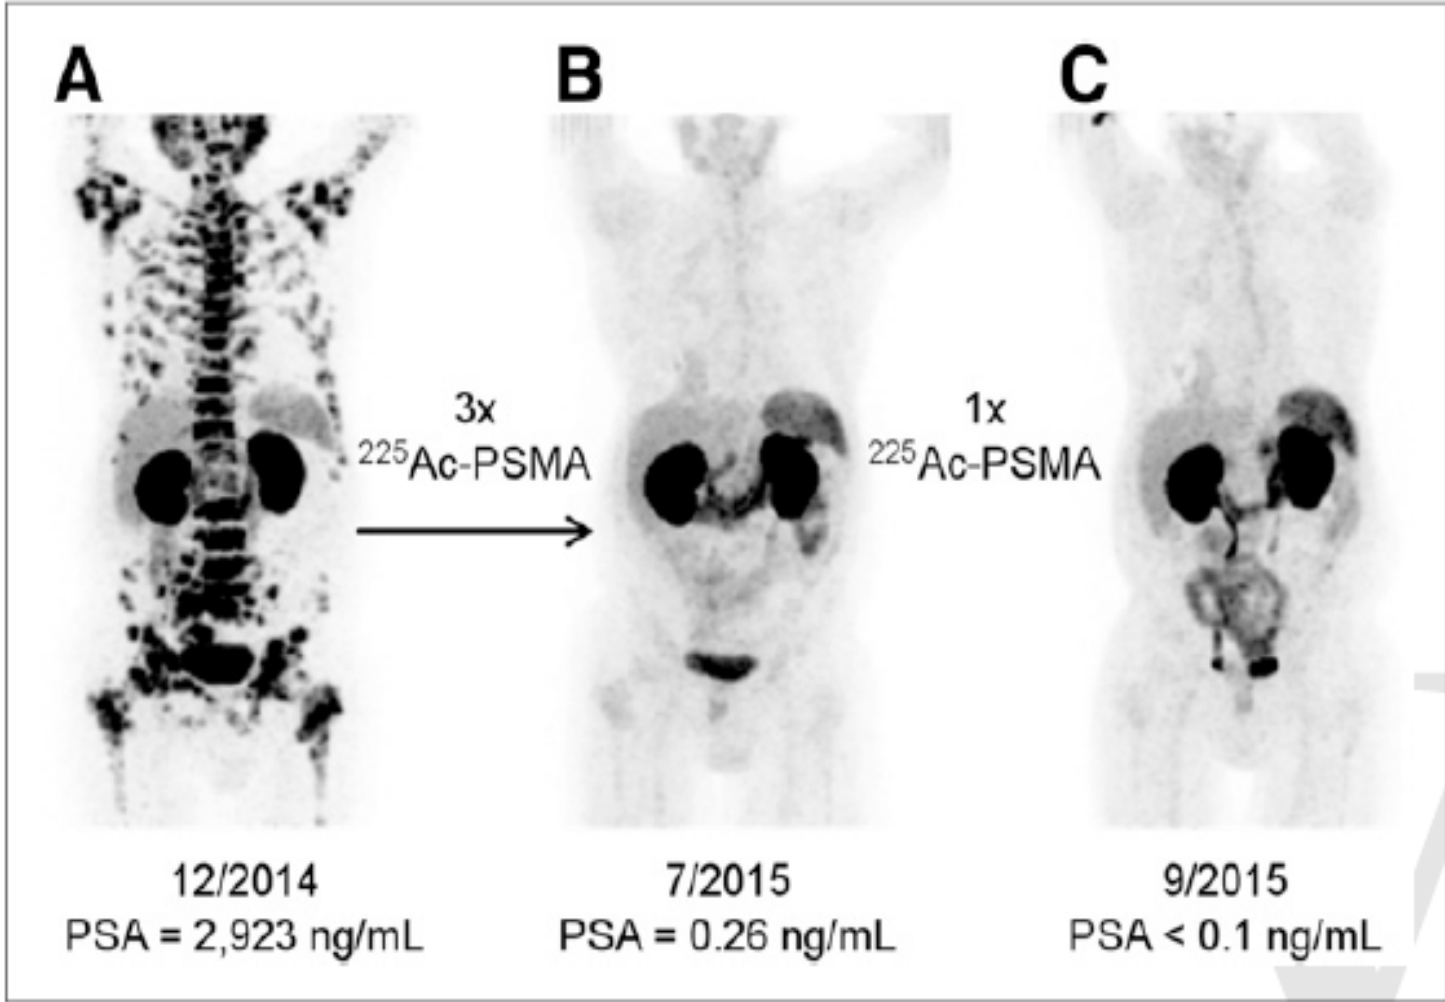 A
B
C
3x
²²⁵Ac-PSMA
1x
²²⁵Ac-PSMA
12/2014
PSA = 2,923 ng/mL
7/2015
PSA = 0.26 ng/mL
9/2015
PSA < 0.1 ng/mL